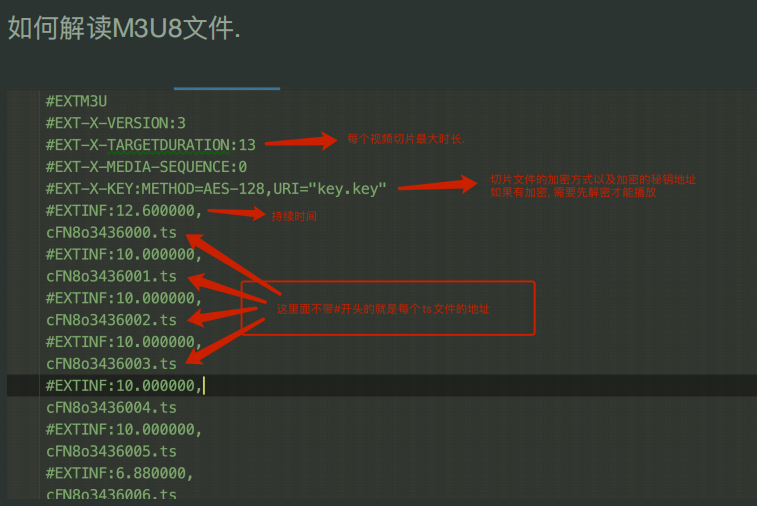 如何解读M3U8文件.
#EXTM3U
#EXT-X-VERSION:3
#EXT-X-TARGETDURATION:13
每个视频切片最大时长.
#EXT-X-MEDIA-SEQUENCE:0
#EXT-X-KEY:METHOD=AES-128,URI="key.key"
切片文件的加密方式以及加密的秘钥地址
如果有加密, 需要先解密才能播放
#EXTINF:12.600000,
持续时间
cFN8o3436000.ts
#EXTINF:10.000000,
cFN8o3436001.ts
#EXTINF:10.000000,
这里面不带#开头的就是每个ts文件的地址
cFN8o3436002.ts
#EXTINF:10.000000,
cFN8o3436003.ts
#EXTINF:10.000000,
cFN8o3436004.ts
#EXTINF:10.000000,
cFN8o3436005.ts
#EXTINF:6.880000,
cFN8o3436006.ts